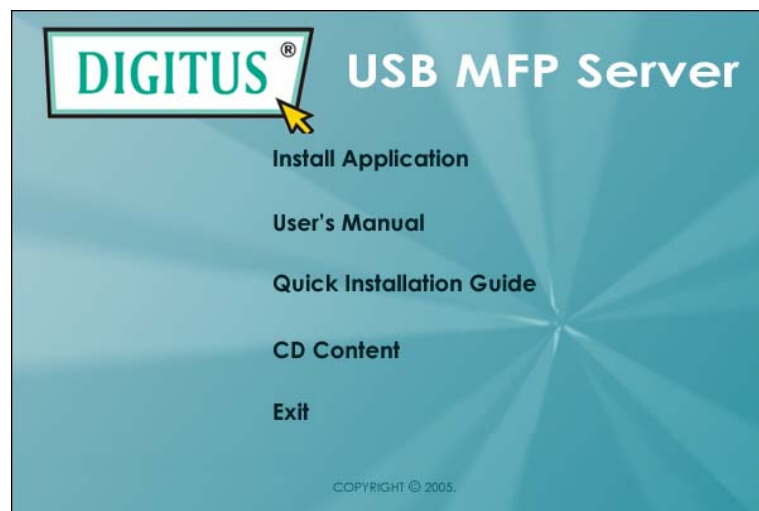 DIGITUS® USB MFP Server
Install Application
User's Manual
Quick Installation Guide
CD Content
Exit
COPYRIGHT © 2005.